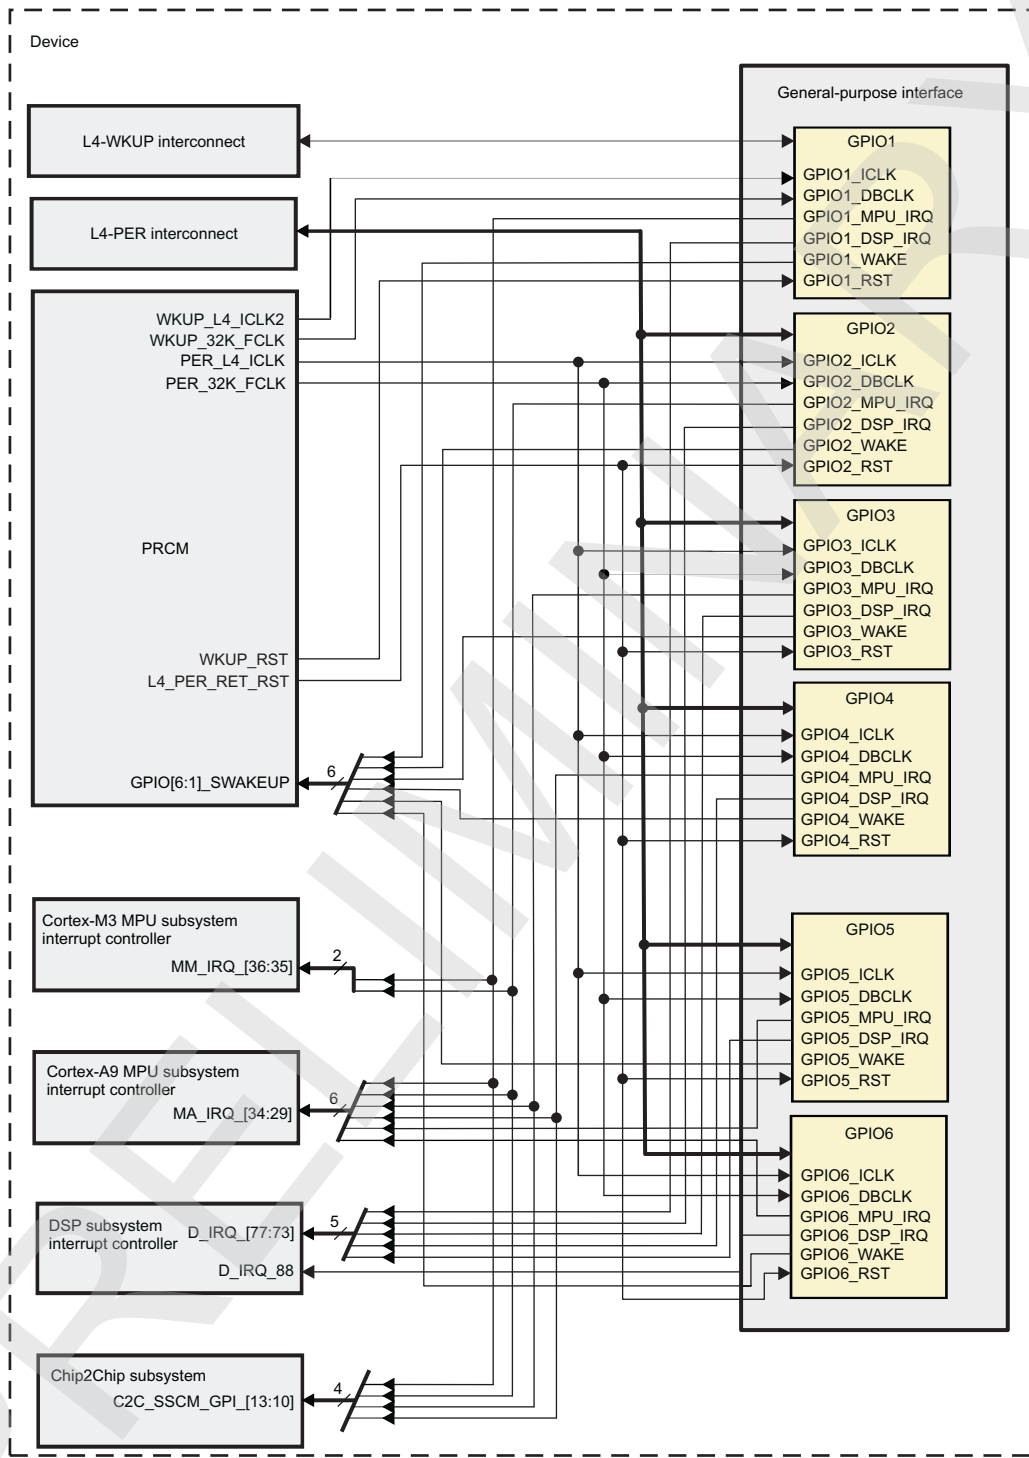 Device
General-purpose interface
L4-WKUP interconnect
L4-PER interconnect
WKUP_L4_ICLK2
WKUP_32K_FCLK
PER_L4_ICLK
PER_32K_FCLK
PRCM
WKUP_RST
L4_PER_RET_RST
GPIO[6:1]_SWAKEUP
6
Cortex-M3 MPU subsystem
interrupt controller
MM_IRQ_[36:35]
2
Cortex-A9 MPU subsystem
interrupt controller
MA_IRQ_[34:29]
6
DSP subsystem
interrupt controller
D_IRQ_[77:73]
5
D_IRQ_88
Chip2Chip subsystem
C2C_SSCM_GPI_[13:10]
4
GPIO1
GPIO1_ICLK
GPIO1_DBCLK
GPIO1_MPU_IRQ
GPIO1_DSP_IRQ
GPIO1_WAKE
GPIO1_RST
GPIO2
GPIO2_ICLK
GPIO2_DBCLK
GPIO2_MPU_IRQ
GPIO2_DSP_IRQ
GPIO2_WAKE
GPIO2_RST
GPIO3
GPIO3_ICLK
GPIO3_DBCLK
GPIO3_MPU_IRQ
GPIO3_DSP_IRQ
GPIO3_WAKE
GPIO3_RST
GPIO4
GPIO4_ICLK
GPIO4_DBCLK
GPIO4_MPU_IRQ
GPIO4_DSP_IRQ
GPIO4_WAKE
GPIO4_RST
GPIO5
GPIO5_ICLK
GPIO5_DBCLK
GPIO5_MPU_IRQ
GPIO5_DSP_IRQ
GPIO5_WAKE
GPIO5_RST
GPIO6
GPIO6_ICLK
GPIO6_DBCLK
GPIO6_MPU_IRQ
GPIO6_DSP_IRQ
GPIO6_WAKE
GPIO6_RST
RELIMINAR